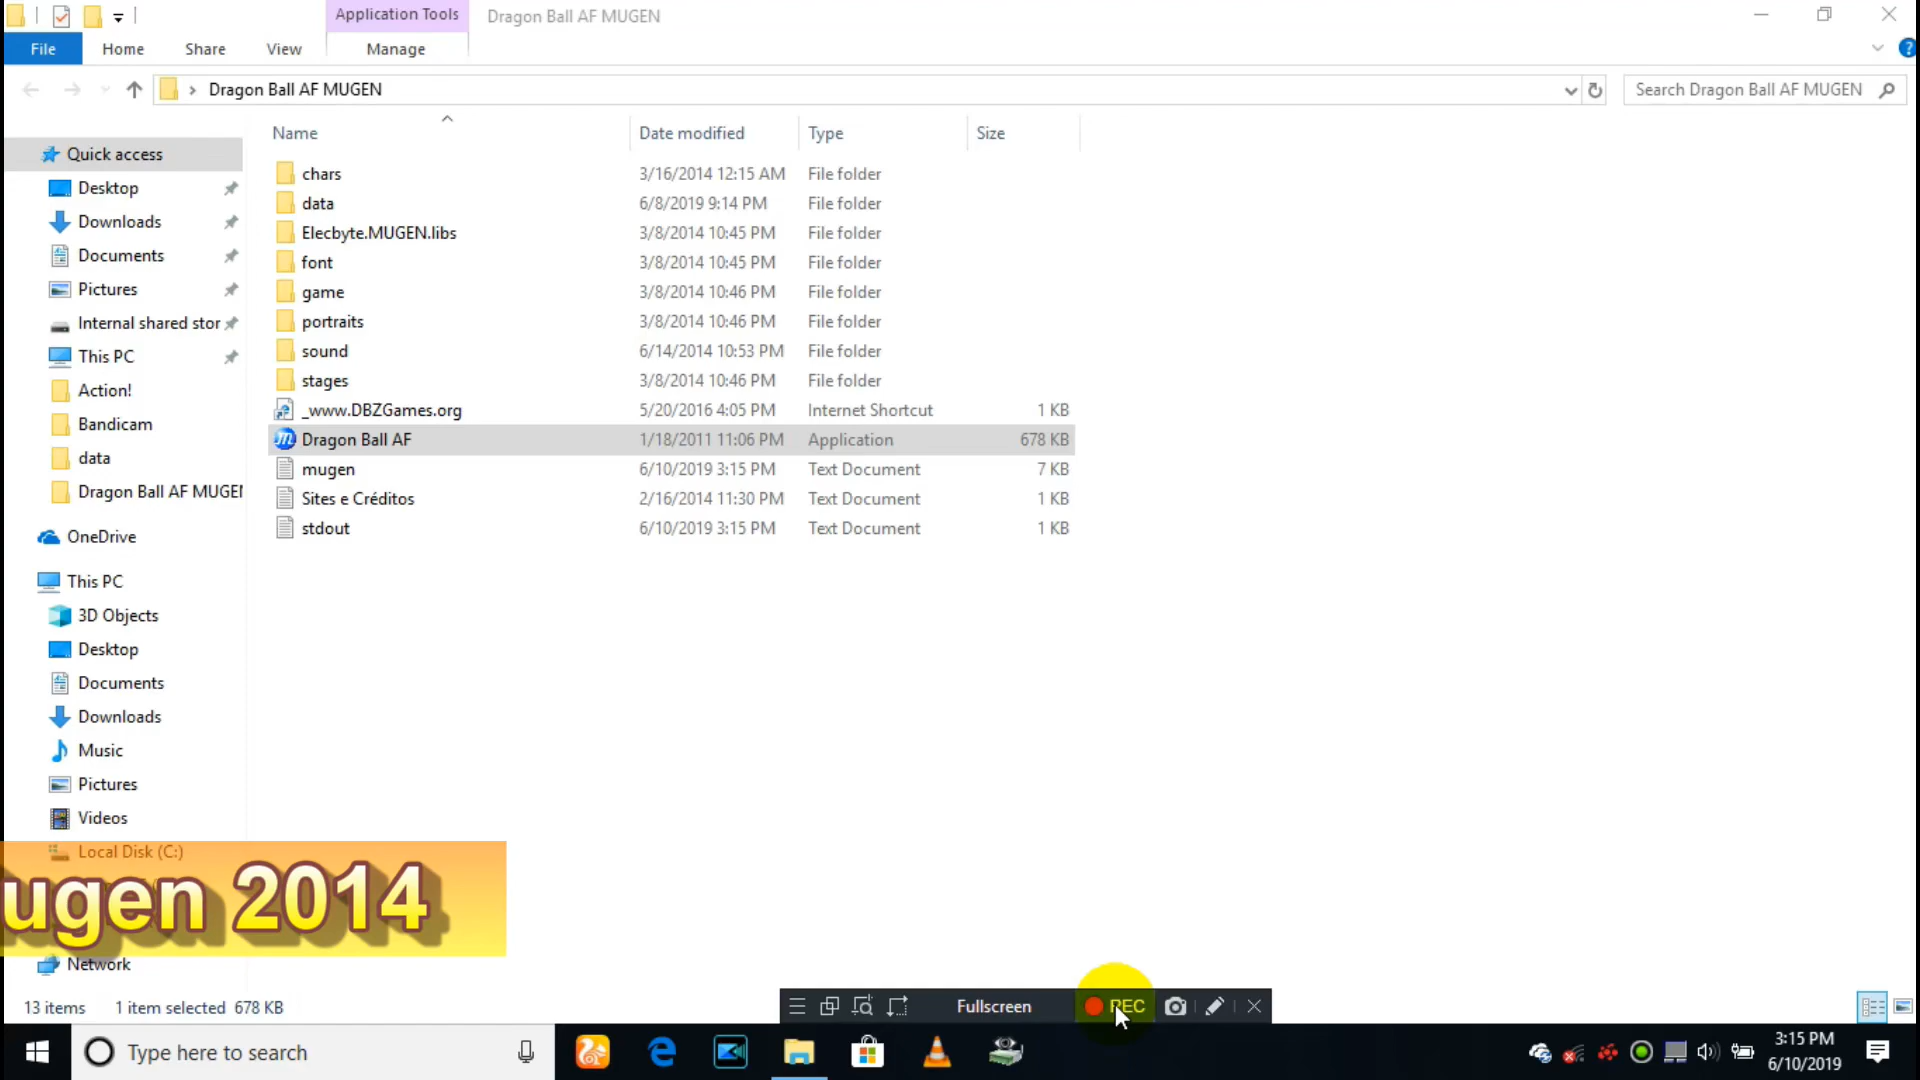 Application Tools
Dragon Ball AF MUGEN
File
Home
Share
View
Manage
Dragon Ball AF MUGEN
Search Dragon Ball AF MUGEN
Name
Date modified
Type
Size
Quick access
Desktop
Downloads
Documents
Pictures
Internal shared stor
This PC
Action!
Bandicam
data
Dragon Ball AF MUGEN
OneDrive
This PC
3D Objects
Desktop
Documents
Downloads
Music
Pictures
Videos
Local Disk (C:)
Network
chars 3/16/2014 12:15 AM File folder
data 6/8/2019 9:14 PM File folder
Elecbyte.MUGEN.libs 3/8/2014 10:45 PM File folder
font 3/8/2014 10:45 PM File folder
game 3/8/2014 10:46 PM File folder
portraits 3/8/2014 10:46 PM File folder
sound 6/14/2014 10:53 PM File folder
stages 3/8/2014 10:46 PM File folder
_www.DBZGames.org 5/20/2016 4:05 PM Internet Shortcut 1 KB
Dragon Ball AF 1/18/2011 11:06 PM Application 678 KB
mugen 6/10/2019 3:15 PM Text Document 7 KB
Sites e Créditos 2/16/2014 11:30 PM Text Document 1 KB
stdout 6/10/2019 3:15 PM Text Document 1 KB
ugen 2014
13 items 1 item selected 678 KB
Fullscreen
REC
Type here to search
3:15 PM
6/10/2019